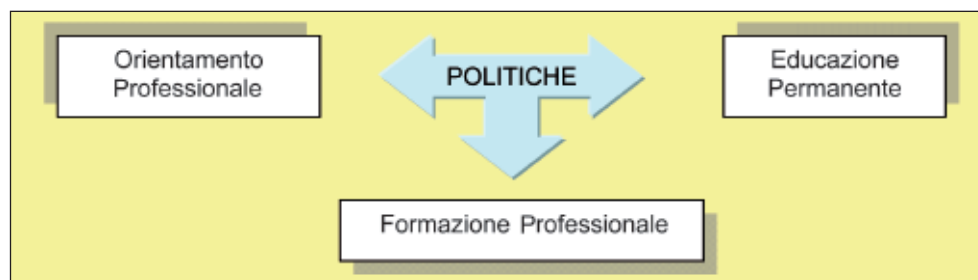 Orientamento
Professionale
POLITICHE
Educazione
Permanente
Formazione Professionale